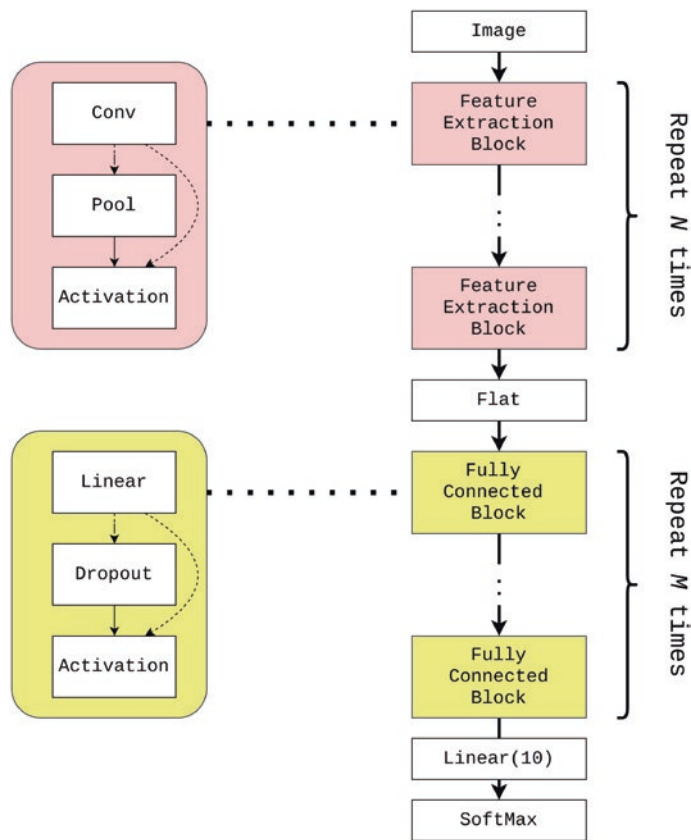 Image
Conv
Pool
Activation
Feature
Extraction
Block
Feature
Extraction
Block
Repeat N times
Flat
Linear
Dropout
Activation
Fully
Connected
Block
Fully
Connected
Block
Repeat M times
Linear(10)
SoftMax